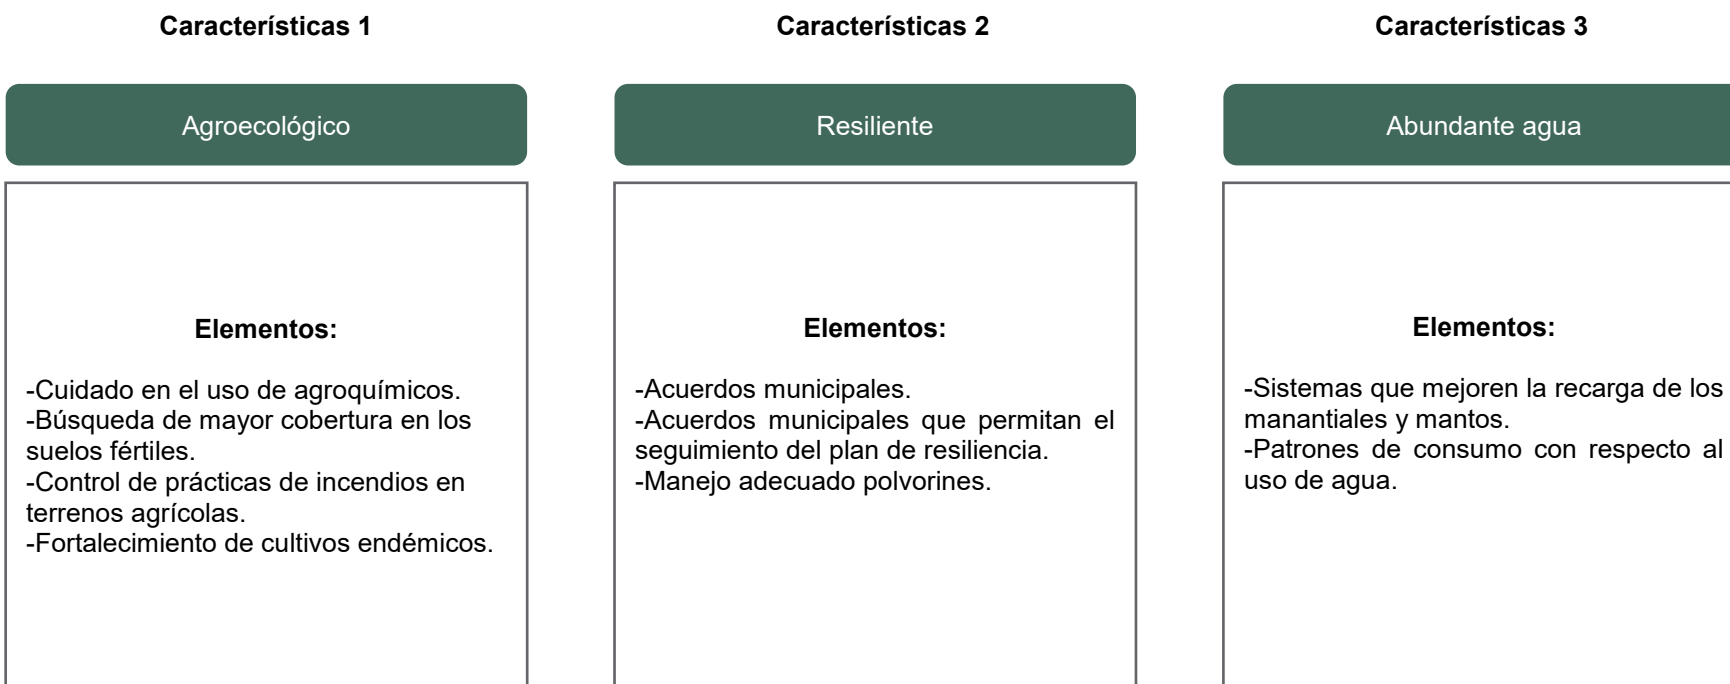 Características 1
Agroecológico
Elementos:
-Cuidado en el uso de agroquímicos.
-Búsqueda de mayor cobertura en los
suelos fértiles.
-Control de prácticas de incendios en
terrenos agrícolas.
-Fortalecimiento de cultivos endémicos.
Características 2
Resiliente
Elementos:
-Acuerdos municipales.
-Acuerdos municipales que permitan el
seguimiento del plan de resiliencia.
-Manejo adecuado polvorines.
Características 3
Abundante agua
Elementos:
-Sistemas que mejoren la recarga de los
manantiales y mantos.
-Patrones de consumo con respecto al
uso de agua.